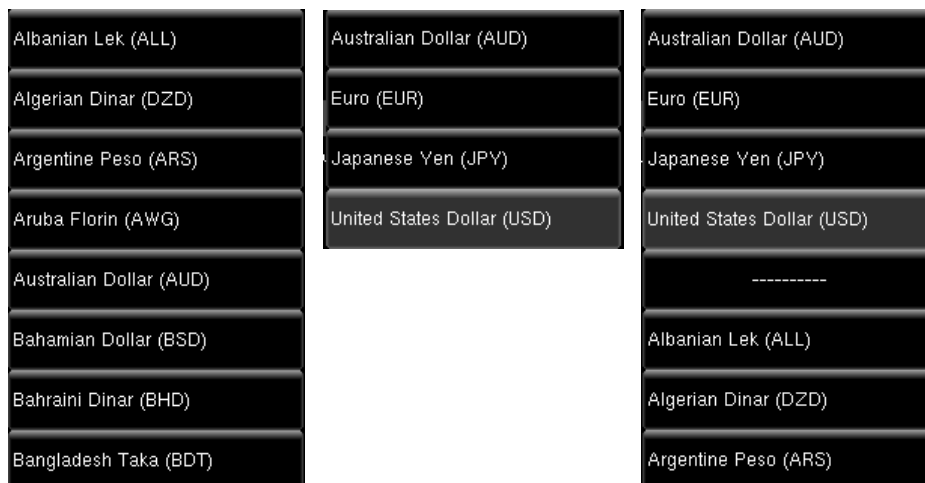 Albanian Lek (ALL)
Algerian Dinar (DZD)
Argentine Peso (ARS)
Aruba Florin (AWG)
Australian Dollar (AUD)
Bahamian Dollar (BSD)
Bahraini Dinar (BHD)
Bangladesh Taka (BDT)
Australian Dollar (AUD)
Euro (EUR)
Japanese Yen (JPY)
United States Dollar (USD)
Australian Dollar (AUD)
Euro (EUR)
Japanese Yen (JPY)
United States Dollar (USD)
----------
Albanian Lek (ALL)
Algerian Dinar (DZD)
Argentine Peso (ARS)